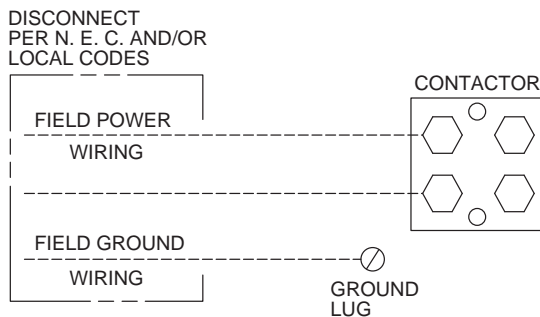 DISCONNECT
PER N. E. C. AND/OR
LOCAL CODES
CONTACTOR
FIELD POWER
WIRING
FIELD GROUND
WIRING
GROUND
LUG